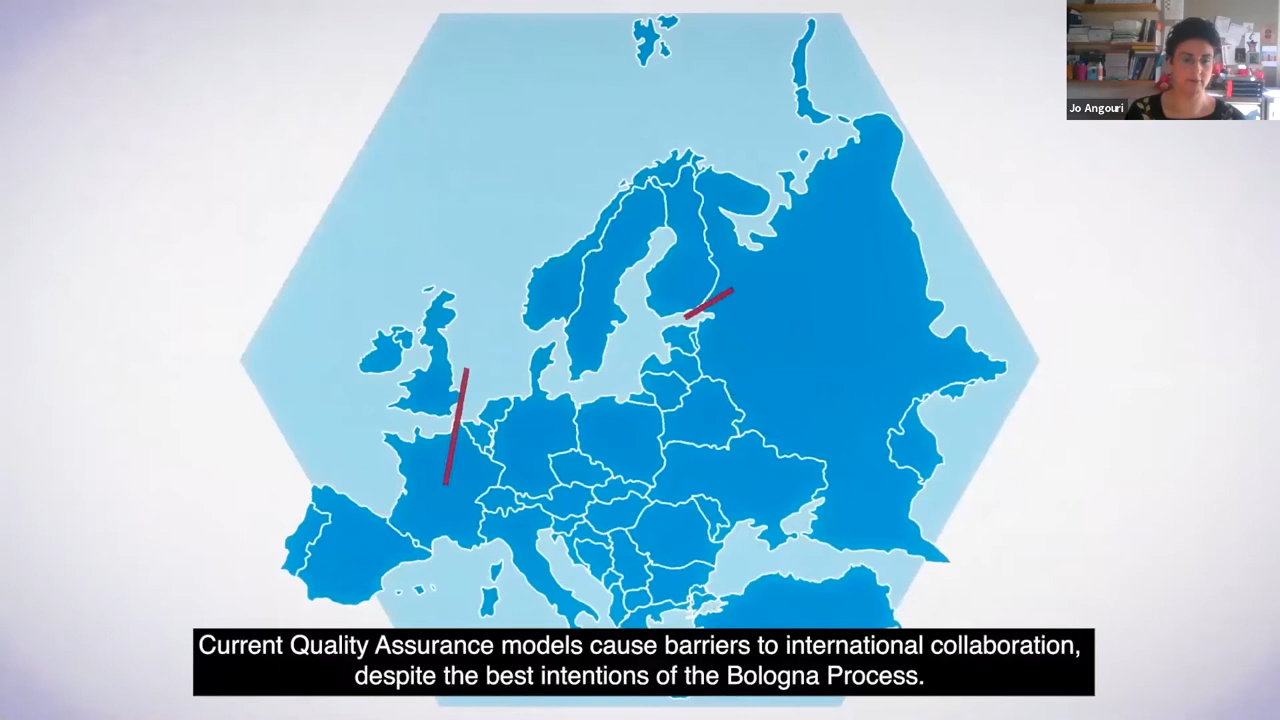 Jo Angouri
Current Quality Assurance models cause barriers to international collaboration,
despite the best intentions of the Bologna Process.